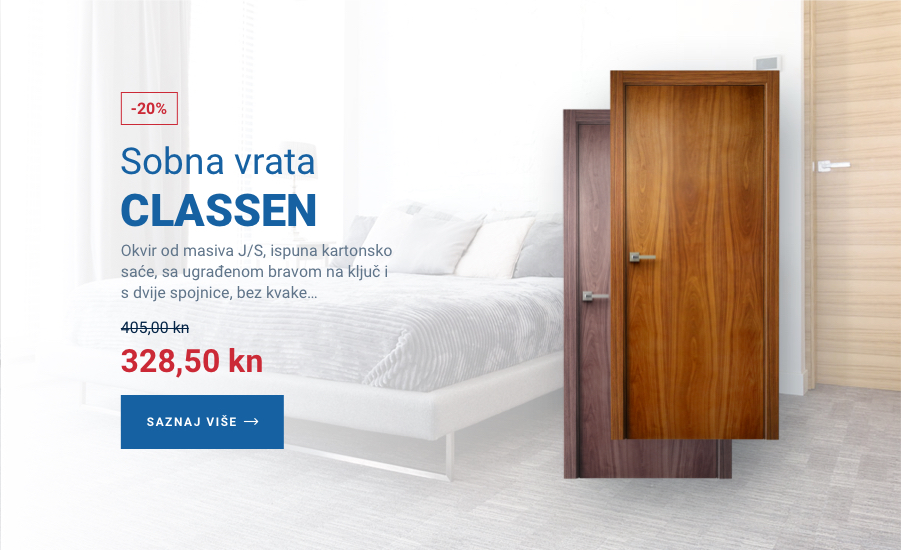 -20%
Sobna vrata
CLASSEN
Okvir od masiva J/S, ispuna kartonsko
saće, sa ugrađenom bravom na ključ i
s dvije spojnice, bez kvake...
405,00 kn
328,50 kn
SAZNAJ VIŠE →